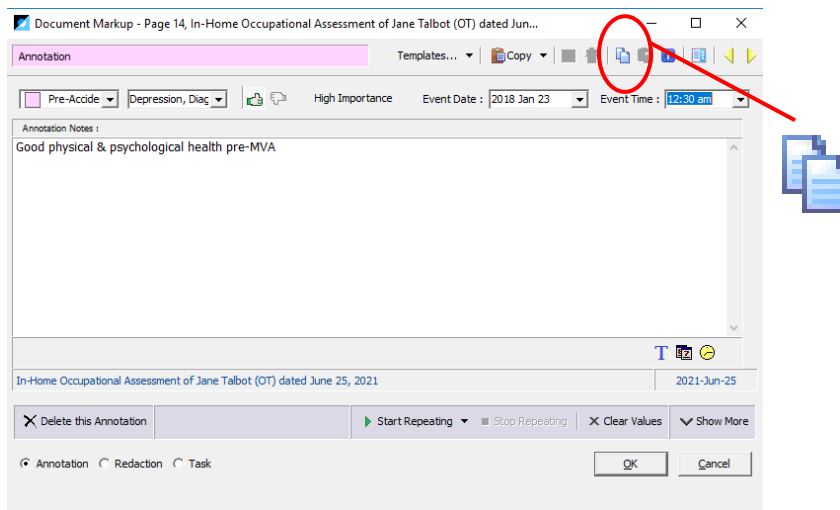 Document Markup - Page 14, In-Home Occupational Assessment of Jane Talbot (OT) dated Jun...
Annotation Templates... Copy
Pre-Accide Depression, Diag High Importance Event Date : 2018 Jan 23 Event Time : 12:30 am
Annotation Notes :
Good physical & psychological health pre-MVA
T
In-Home Occupational Assessment of Jane Talbot (OT) dated June 25, 2021 2021-Jun-25
Delete this Annotation Start Repeating Stop Repeating Clear Values Show More
Annotation Redaction Task OK Cancel